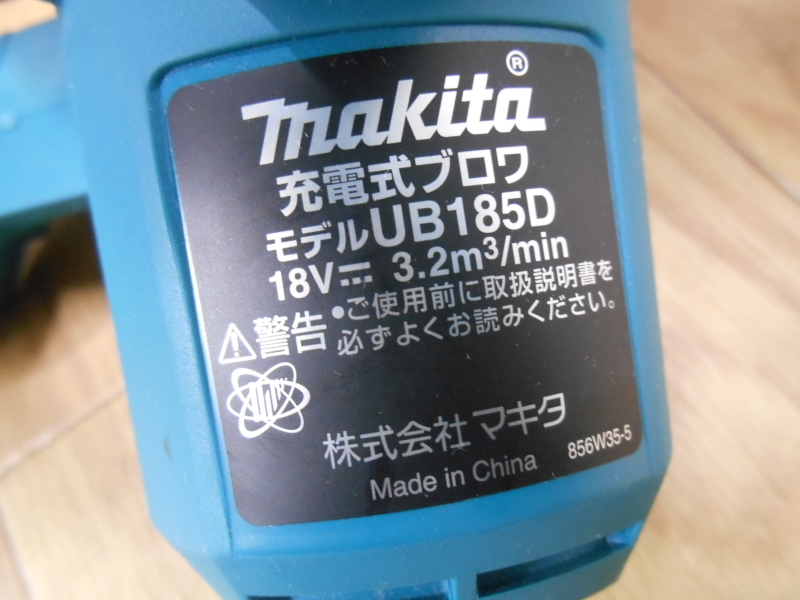 makita®
充電式ブロワ
モデルUB185D
18V⎓ 3.2m³/min
⚠警告 •ご使用前に取扱説明書を
必ずよくお読みください。
株式会社マキタ
856W35-5
Made in China